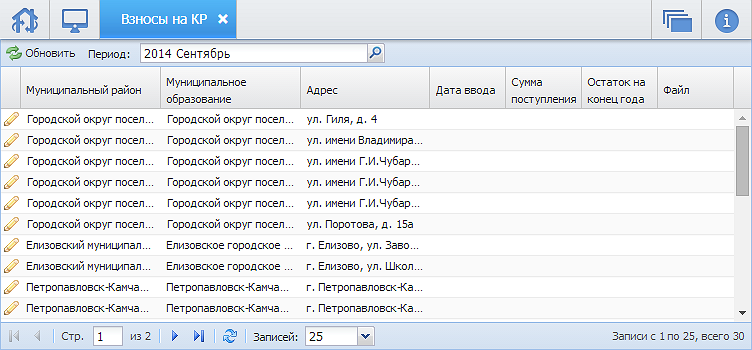 Взносы на КР
Обновить Период: 2014 Сентябрь
Муниципальный район Муниципальное образование Адрес Дата ввода Сумма поступления Остаток на конец года Файл
Городской округ посел... Городской округ посел... ул. Гиля, д. 4
Городской округ посел... Городской округ посел... ул. имени Владимира...
Городской округ посел... Городской округ посел... ул. имени Г.И.Чубар...
Городской округ посел... Городской округ посел... ул. имени Г.И.Чубар...
Городской округ посел... Городской округ посел... ул. имени Г.И.Чубар...
Городской округ посел... Городской округ посел... ул. Поротова, д. 15а
Елизовский муниципал... Елизовское городское ... г. Елизово, ул. Заво...
Елизовский муниципал... Елизовское городское ... г. Елизово, ул. Школ...
Петропавловск-Камча... Петропавловск-Камча... г. Петропавловск-Ка...
Петропавловск-Камча... Петропавловск-Камча... г. Петропавловск-Ка...
Стр. 1 из 2 Записей: 25 Записи с 1 по 25, всего 30